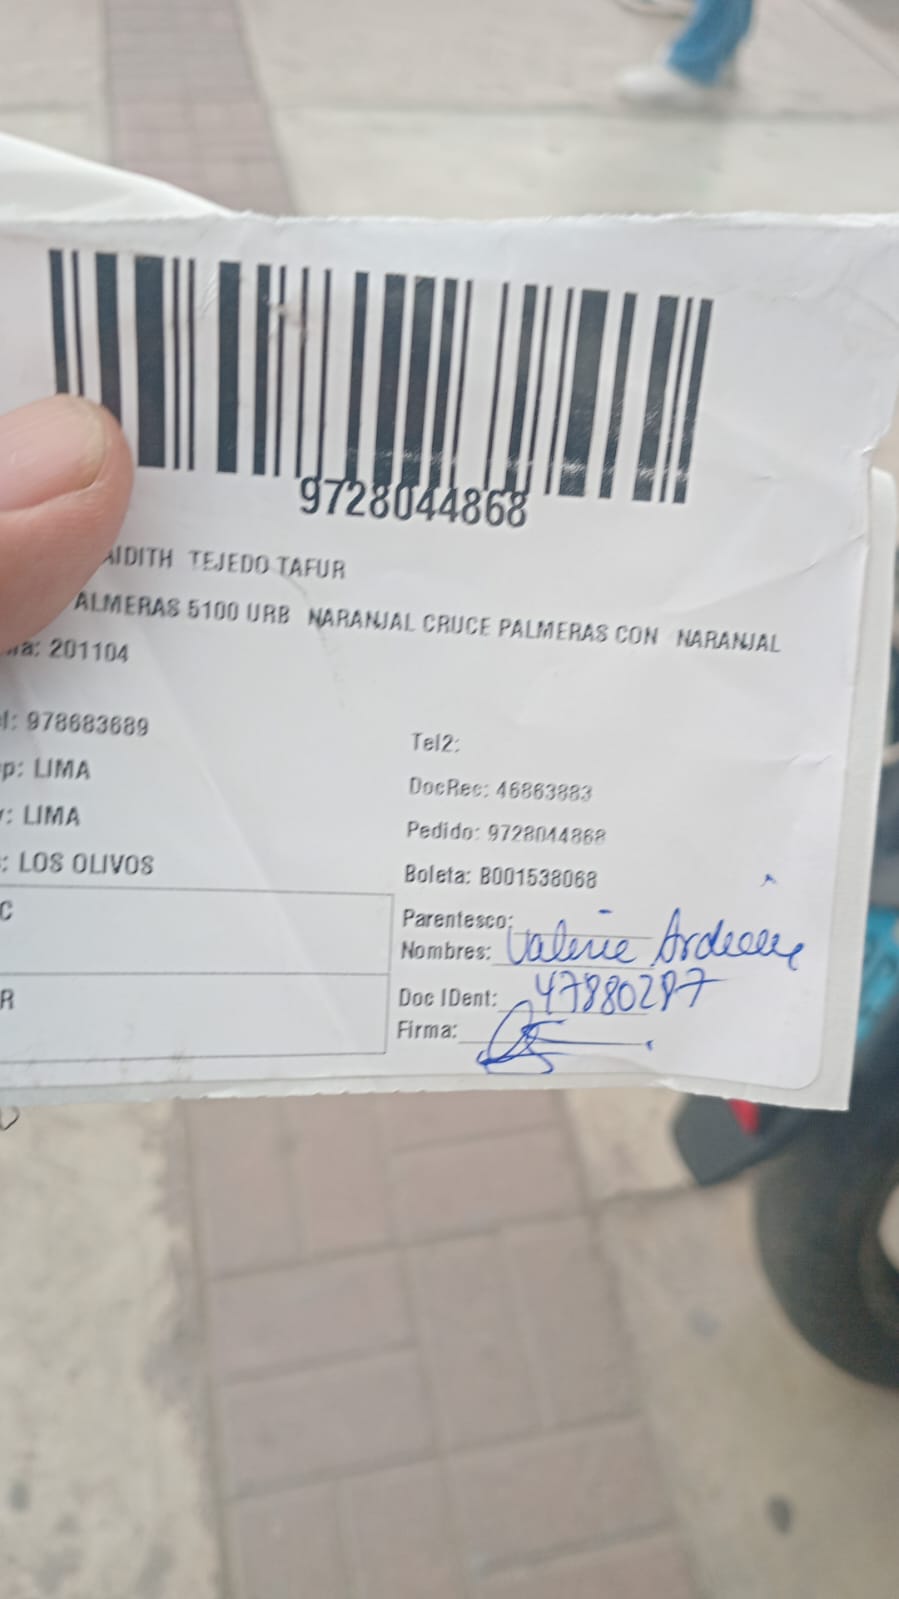 9728044868
AIDITH TEJEDO TAFUR
ALMERAS 5100 URB NARANJAL CRUCE PALMERAS CON NARANJAL
a: 201104
l: 978683689
Tel2:
p: LIMA
DocRec: 46863883
: LIMA
Pedido: 9728044868
: LOS OLIVOS
Boleta: B001538068
C
Parentesco: -
Nombres: Valerie
R
Doc IDent: 47880287
Firma: